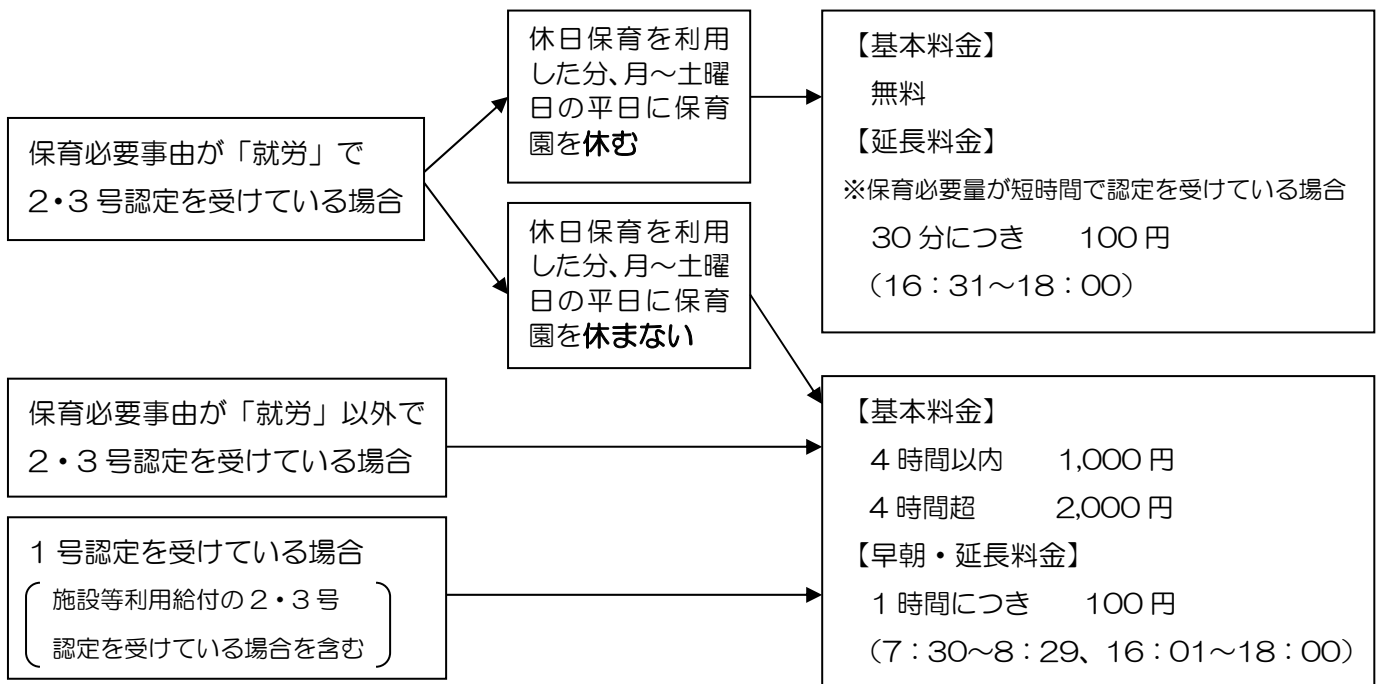 保育必要事由が「就労」で
2・3号認定を受けている場合
休日保育を利用
した分、月～土曜
日の平日に保育
園を休む
【基本料金】
無料
【延長料金】
※保育必要量が短時間で認定を受けている場合
30分につき　100円
（16：31～18：00）
休日保育を利用
した分、月～土曜
日の平日に保育
園を休まない
保育必要事由が「就労」以外で
2・3号認定を受けている場合
1号認定を受けている場合
（施設等利用給付の2・3号
認定を受けている場合を含む）
【基本料金】
4時間以内　1,000円
4時間超　2,000円
【早朝・延長料金】
1時間につき　100円
（7：30～8：29、16：01～18：00）